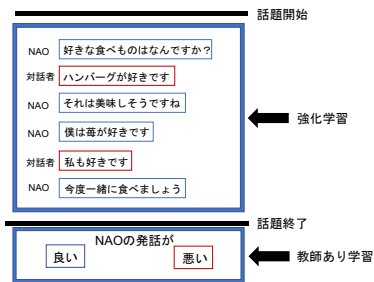 話題開始
NAO 好きな食べものはなんですか？
対話者 ハンバーグが好きです
NAO それは美味しそうですね
強化学習
NAO 僕は苺が好きです
対話者 私も好きです
NAO 今度一緒に食べましょう
話題終了
NAOの発話が
良い 悪い
教師あり学習